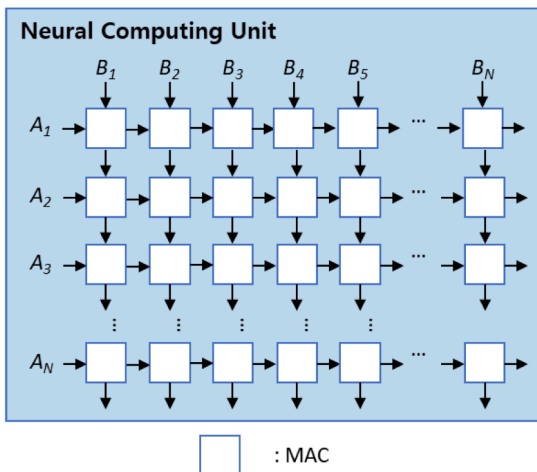 Neural Computing Unit
B1 B2 B3 B4 B5 BN
A1 ...
A2 ...
A3 ...
... ... ... ... ...
AN ...
: MAC